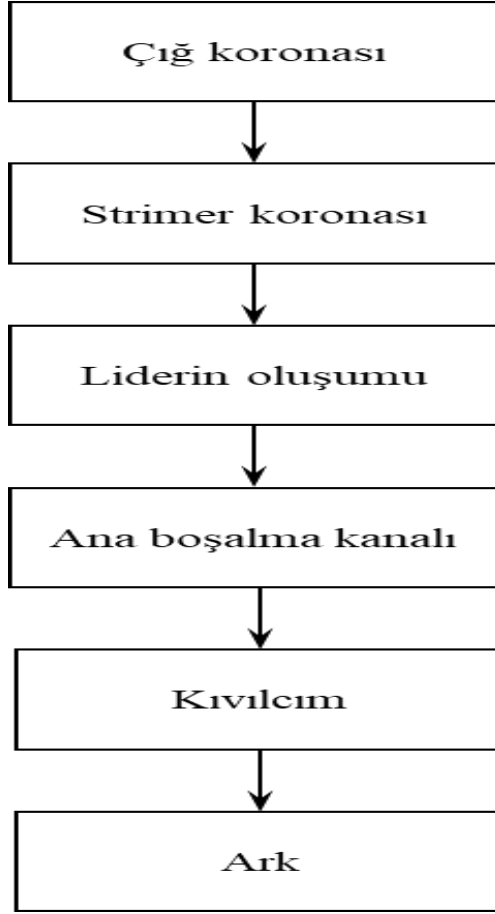 Çığ koronası
Strimer koronası
Liderin oluşumu
Ana boşalma kanalı
Kıvılcım
Ark